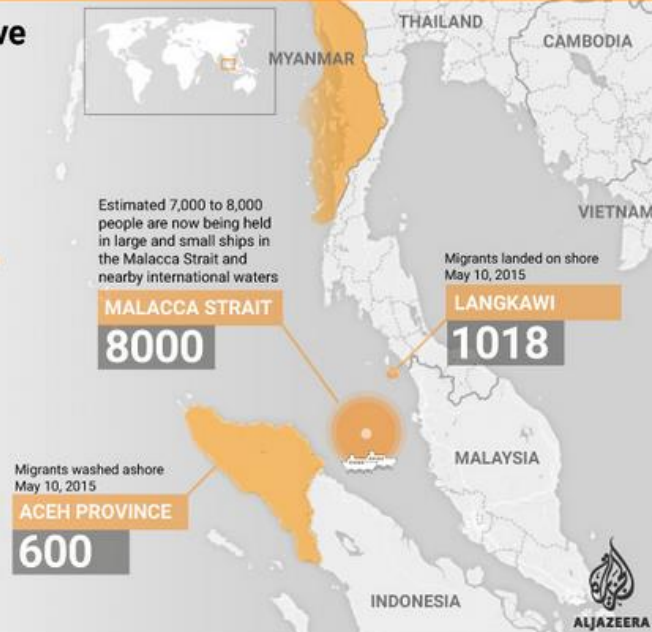 ve
THAILAND
CAMBODIA
MYANMAR
VIETNAM
Estimated 7,000 to 8,000
people are now being held
in large and small ships in
the Malacca Strait and
nearby international waters
MALACCA STRAIT
8000
Migrants landed on shore
May 10, 2015
LANGKAWI
1018
MALAYSIA
Migrants washed ashore
May 10, 2015
ACEH PROVINCE
600
INDONESIA
ALJAZEERA